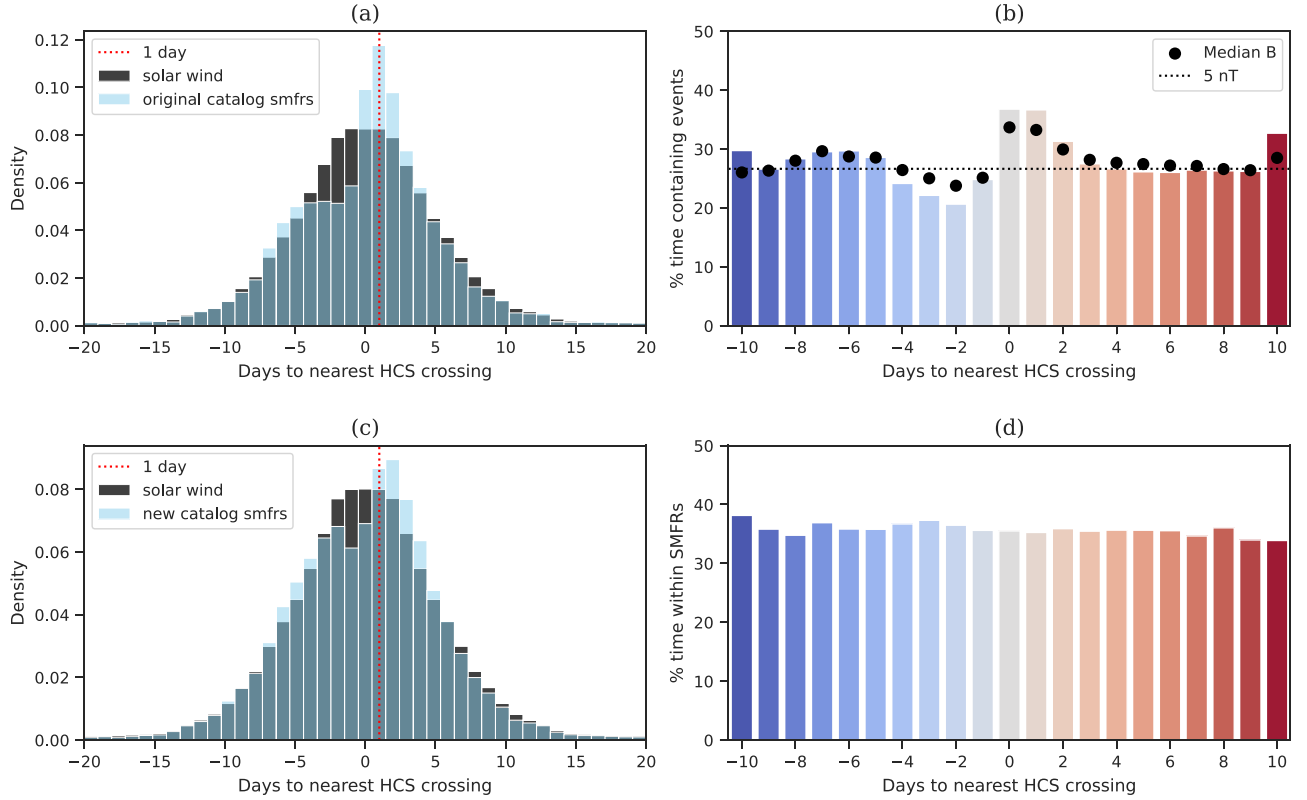 (a)
0.12
0.10
0.08
0.06
0.04
0.02
0.00
Density
1 day
solar wind
original catalog smfrs
−20 −15 −10 −5 0 5 10 15 20
Days to nearest HCS crossing
(b)
50
40
30
20
10
0
% time containing events
Median B
5 nT
−10 −8 −6 −4 −2 0 2 4 6 8 10
Days to nearest HCS crossing
(c)
0.08
0.06
0.04
0.02
0.00
Density
1 day
solar wind
new catalog smfrs
−20 −15 −10 −5 0 5 10 15 20
Days to nearest HCS crossing
(d)
50
40
30
20
10
0
% time within SMFRs
−10 −8 −6 −4 −2 0 2 4 6 8 10
Days to nearest HCS crossing